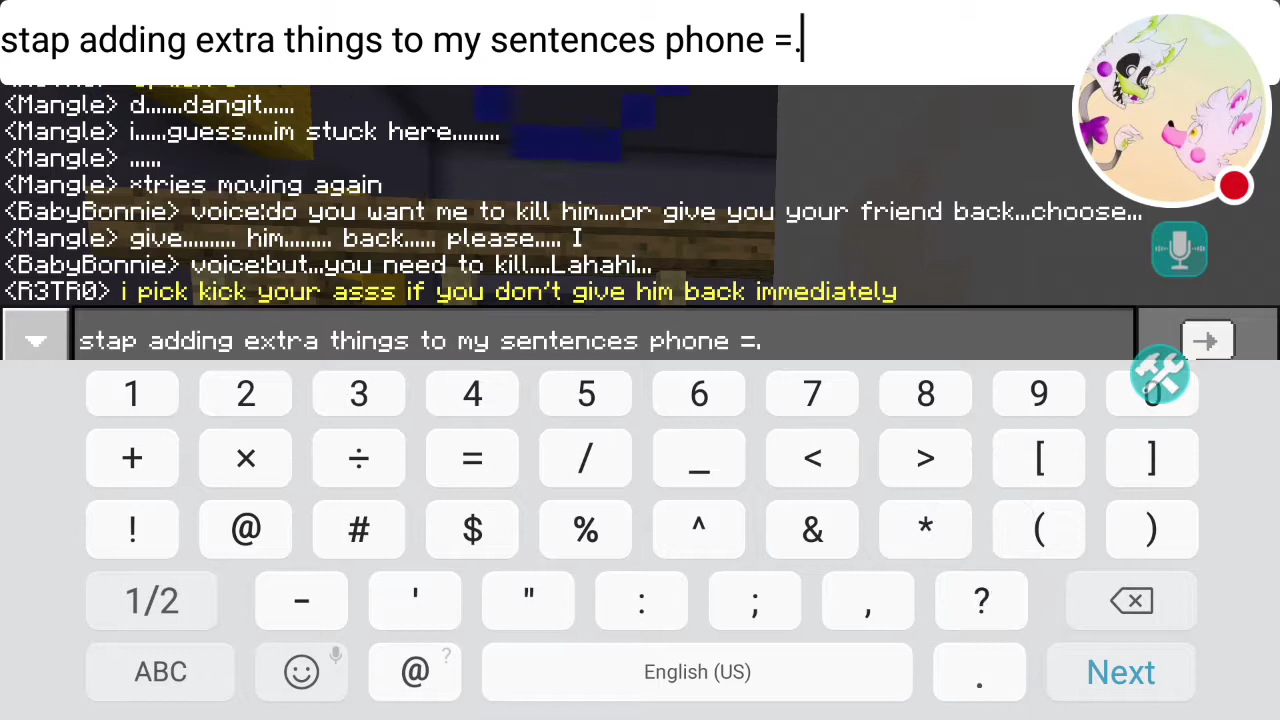 stap adding extra things to my sentences phone =.
<Mangle> d......dangit......
<Mangle> i......guess.....im stuck here.........
<Mangle> ......
<Mangle> *tries moving again
<BabyBonnie> voice:do you want me to kill him....or give you your friend back...choose...
<Mangle> give......... him........ back...... please..... I
<BabyBonnie> voice:but...you need to kill....Lahahi...
<R3TR0> i pick kick your asss if you don't give him back immediately
stap adding extra things to my sentences phone =.
1 2 3 4 5 6 7 8 9 0
+ × ÷ = / _ < > [ ]
! @ # $ % ^ & * ( )
1/2 - ' " : ; , ?
ABC @ ? English (US) . Next